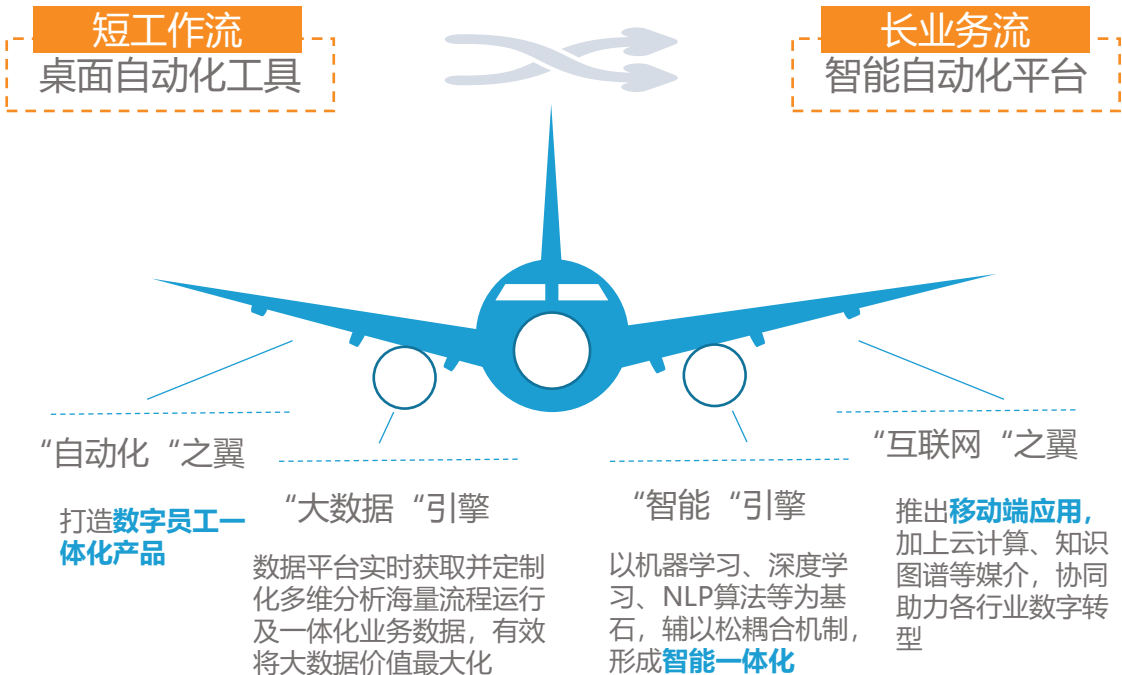 短工作流
桌面自动化工具
长业务流
智能自动化平台
“自动化“之翼
打造数字员工一
体化产品
“大数据“引擎
数据平台实时获取并定制
化多维分析海量流程运行
及一体化业务数据，有效
将大数据价值最大化
“智能“引擎
以机器学习、深度学
习、NLP算法等为基
石，辅以松耦合机制，
形成智能一体化
“互联网“之翼
推出移动端应用，
加上云计算、知识
图谱等媒介，协同
助力各行业数字转
型